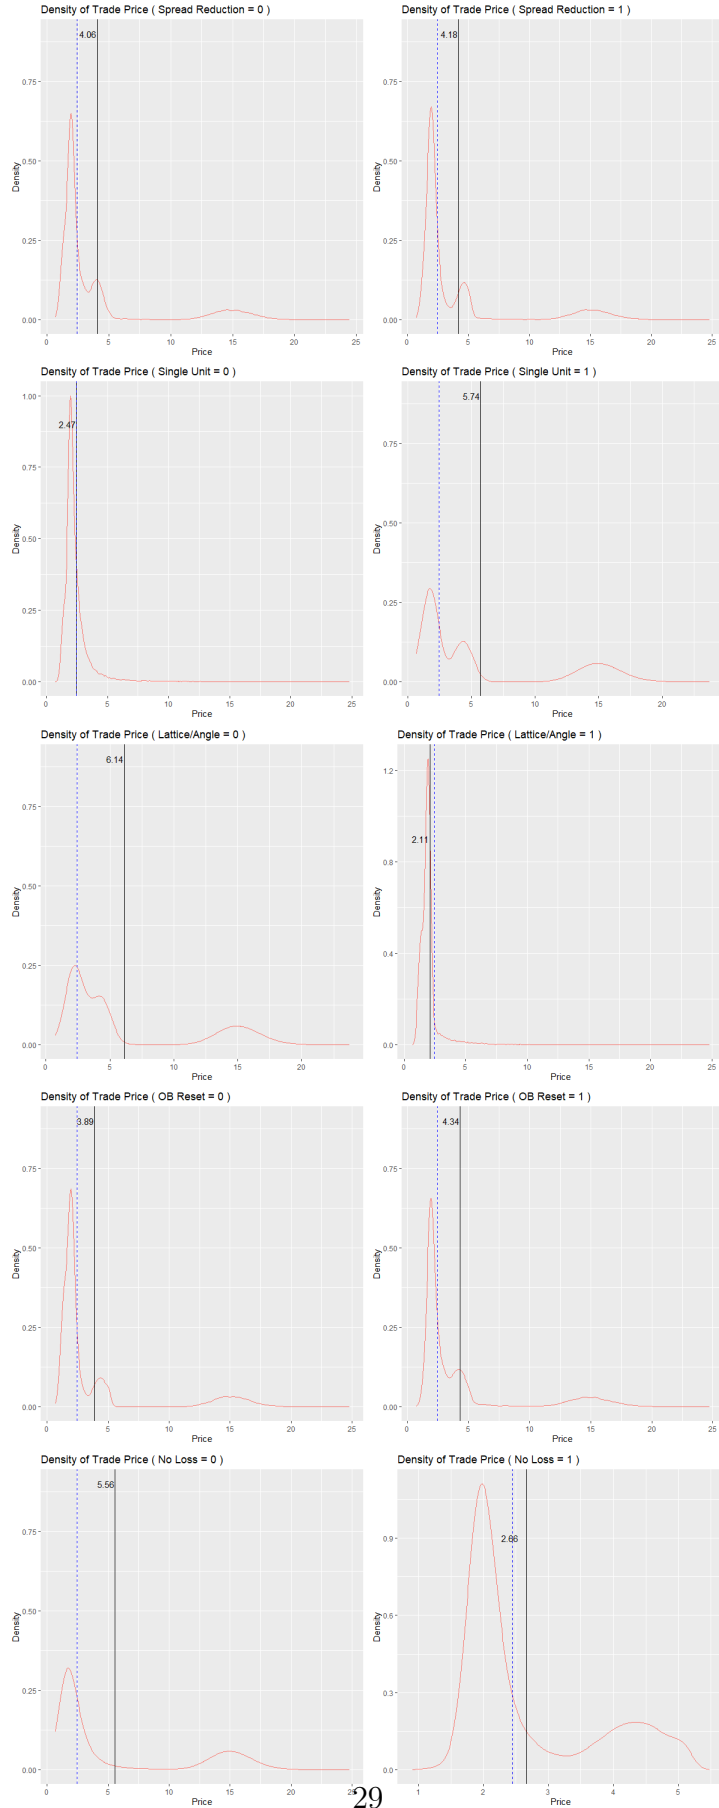 Density of Trade Price ( Spread Reduction = 0 )
4.06
0.75
0.50
0.25
0.00
Density
0 5 10 15 20 25
Price
Density of Trade Price ( Spread Reduction = 1 )
4.18
0.75
0.50
0.25
0.00
Density
0 5 10 15 20 25
Price
Density of Trade Price ( Single Unit = 0 )
1.00
2.47
0.75
0.50
0.25
0.00
Density
0 5 10 15 20 25
Price
Density of Trade Price ( Single Unit = 1 )
5.74
0.75
0.50
0.25
0.00
Density
0 5 10 15 20
Price
Density of Trade Price ( Lattice/Angle = 0 )
6.14
0.75
0.50
0.25
0.00
Density
0 5 10 15 20
Price
Density of Trade Price ( Lattice/Angle = 1 )
1.2
2.11
0.8
0.4
0.0
Density
0 5 10 15 20 25
Price
Density of Trade Price ( OB Reset = 0 )
3.89
0.75
0.50
0.25
0.00
Density
0 5 10 15 20 25
Price
Density of Trade Price ( OB Reset = 1 )
4.34
0.75
0.50
0.25
0.00
Density
0 5 10 15 20 25
Price
Density of Trade Price ( No Loss = 0 )
5.56
0.75
0.50
0.25
0.00
Density
0 5 10 15 20 25
Price
Density of Trade Price ( No Loss = 1 )
2.66
0.9
0.6
0.3
0.0
Density
1 2 3 4 5
Price
29